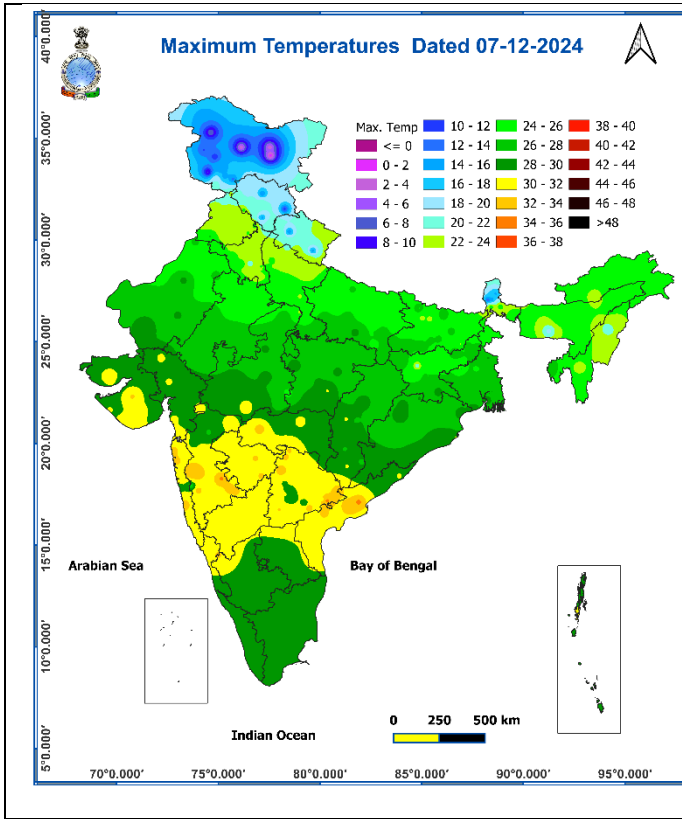 Maximum Temperatures Dated 07-12-2024
Max. Temp
<= 0
0 - 2
2 - 4
4 - 6
6 - 8
8 - 10
10 - 12
12 - 14
14 - 16
16 - 18
18 - 20
20 - 22
22 - 24
24 - 26
26 - 28
28 - 30
30 - 32
32 - 34
34 - 36
36 - 38
38 - 40
40 - 42
42 - 44
44 - 46
46 - 48
>48
40°0.000'
35°0.000'
30°0.000'
25°0.000'
20°0.000'
15°0.000'
10°0.000'
5°0.000'
Arabian Sea
Bay of Bengal
Indian Ocean
0 250 500 km
70°0.000' 75°0.000' 80°0.000' 85°0.000' 90°0.000' 95°0.000'